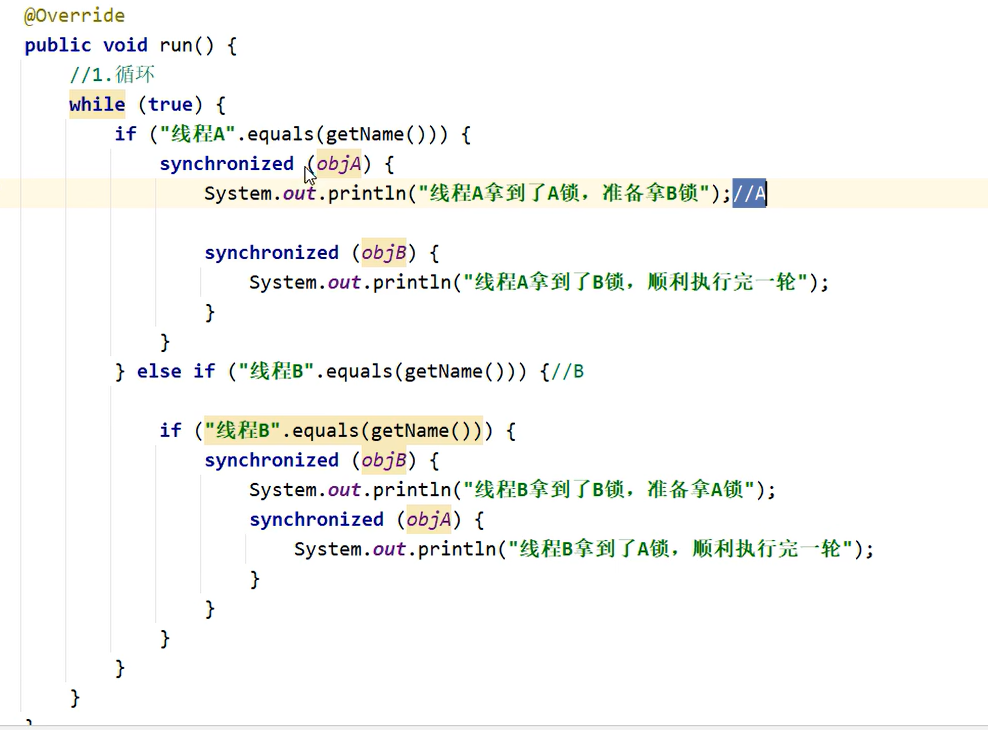 @Override
public void run() {
//1.循环
while (true) {
if ("线程A".equals(getName())) {
synchronized (objA) {
System.out.println("线程A拿到了A锁，准备拿B锁");//A
synchronized (objB) {
System.out.println("线程A拿到了B锁，顺利执行完一轮");
}
}
} else if ("线程B".equals(getName())) {//B
if ("线程B".equals(getName())) {
synchronized (objB) {
System.out.println("线程B拿到了B锁，准备拿A锁");
synchronized (objA) {
System.out.println("线程B拿到了A锁，顺利执行完一轮");
}
}
}
}
}